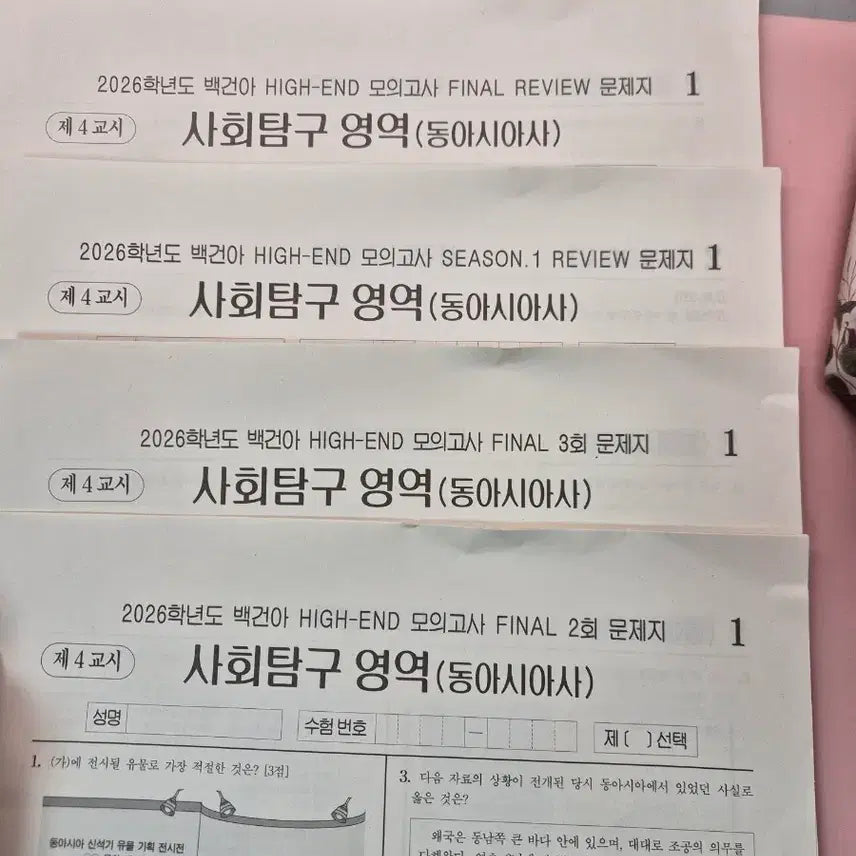 2026학년도 백건아 HIGH-END 모의고사 FINAL REVIEW 문제지 1
제 4 교시
사회탐구 영역(동아시아사)
2026학년도 백건아 HIGH-END 모의고사 SEASON.1 REVIEW 문제지 1
제 4 교시
사회탐구 영역(동아시아사)
2026학년도 백건아 HIGH-END 모의고사 FINAL 3회 문제지 1
제 4 교시
사회탐구 영역(동아시아사)
2026학년도 백건아 HIGH-END 모의고사 FINAL 2회 문제지 1
제 4 교시
사회탐구 영역(동아시아사)
성명
수험 번호 –
제 ( ) 선택
1. (가)에 전시될 유물로 가장 적절한 것은? [3점]
동아시아 신석기 유물 기획 전시전
3. 다음 자료의 상황이 전개된 당시 동아시아에서 있었던 사실로
옳은 것은?
왜국은 동남쪽 큰 바다 안에 있으며, 대대로 조공의 의무를